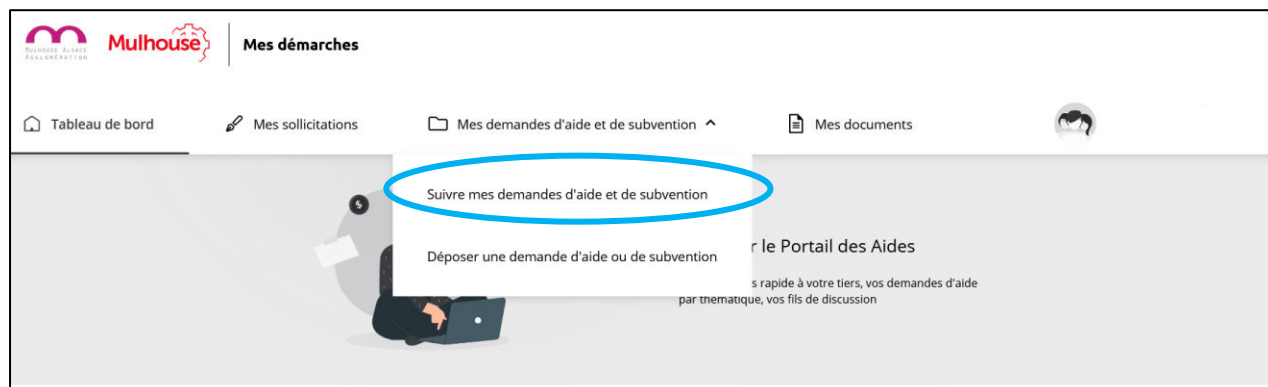 MULHOUSE ALSACE
AGGLOMÉRATION
Mulhouse
Mes démarches
Tableau de bord
Mes sollicitations
Mes demandes d'aide et de subvention
Mes documents
Suivre mes demandes d'aide et de subvention
Déposer une demande d'aide ou de subvention
r le Portail des Aides
s rapide à votre tiers, vos demandes d'aide
par thématique, vos fils de discussion
$